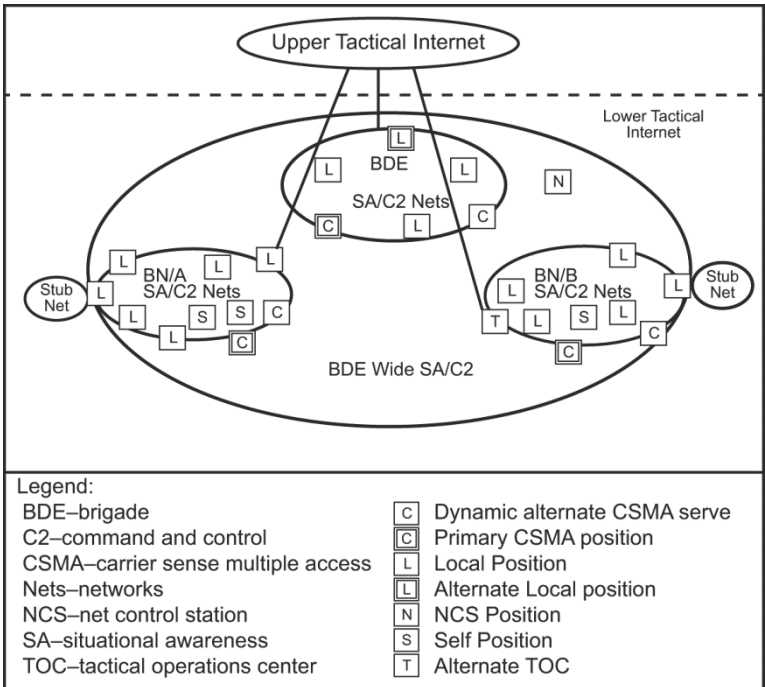 Upper Tactical Internet
Lower Tactical
Internet
L
BDE
L
L
N
SA/C2 Nets
C
L
C
L
L
L
BN/A
SA/C2 Nets
Stub
Net
L
L
S
S
C
L
C
L
BN/B
SA/C2 Nets
L
L
Stub
Net
T
L
S
L
C
C
BDE Wide SA/C2
Legend:
BDE–brigade
C2–command and control
CSMA–carrier sense multiple access
Nets–networks
NCS–net control station
SA–situational awareness
TOC–tactical operations center
C Dynamic alternate CSMA serve
C Primary CSMA position
L Local Position
L Alternate Local position
N NCS Position
S Self Position
T Alternate TOC